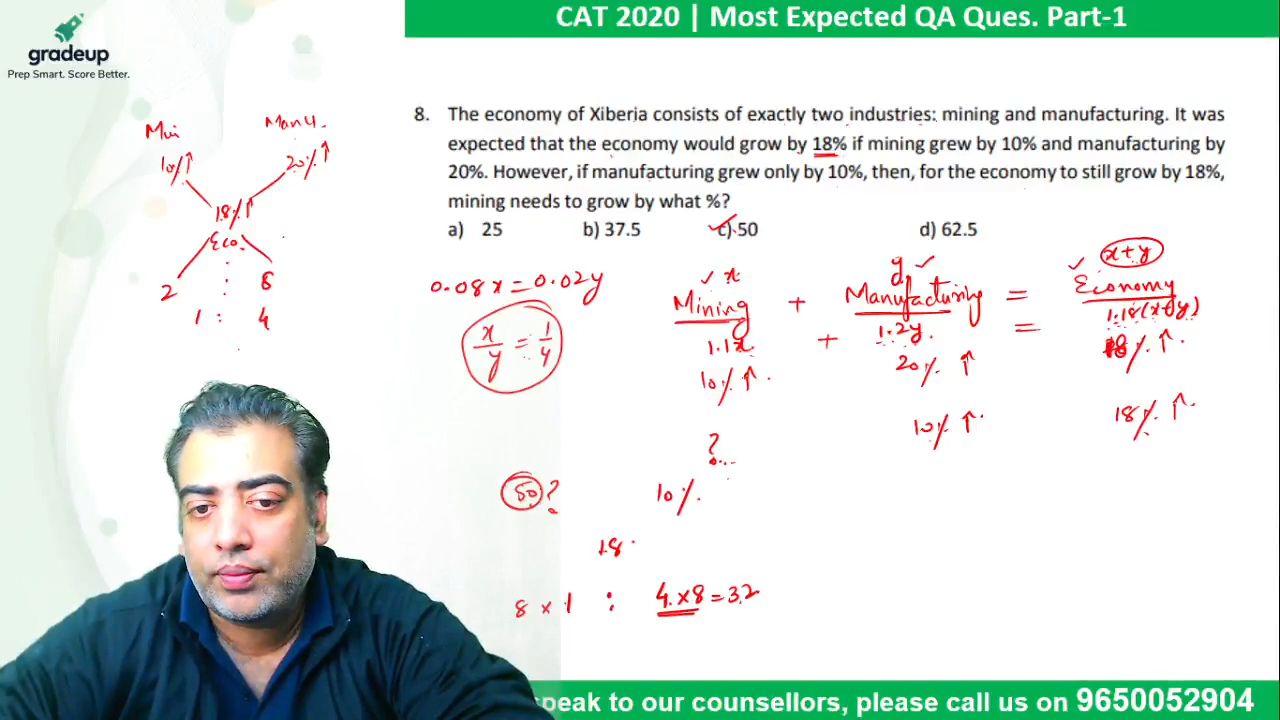 CAT 2020 | Most Expected QA Ques. Part-1
gradeup
Prep Smart. Score Better.
8. The economy of Xiberia consists of exactly two industries: mining and manufacturing. It was
expected that the economy would grow by 18% if mining grew by 10% and manufacturing by
20%. However, if manufacturing grew only by 10%, then, for the economy to still grow by 18%,
mining needs to grow by what %?
a) 25 b) 37.5 c) 50 d) 62.5
10%↑ 20%↑
18%↑
Eco.
2 : 8
1 : 4
0.08x = 0.02y
x/y = 1/4
x y x+y
Mining + Manufacturing = Economy
1.1x + 1.2y = 1.18(x+y)
10%↑ 20%↑ 18%↑
? 10%↑ 18%↑
50? 10%
18
8 × 1 : 4 × 8 = 32
speak to our counsellors, please call us on 9650052904